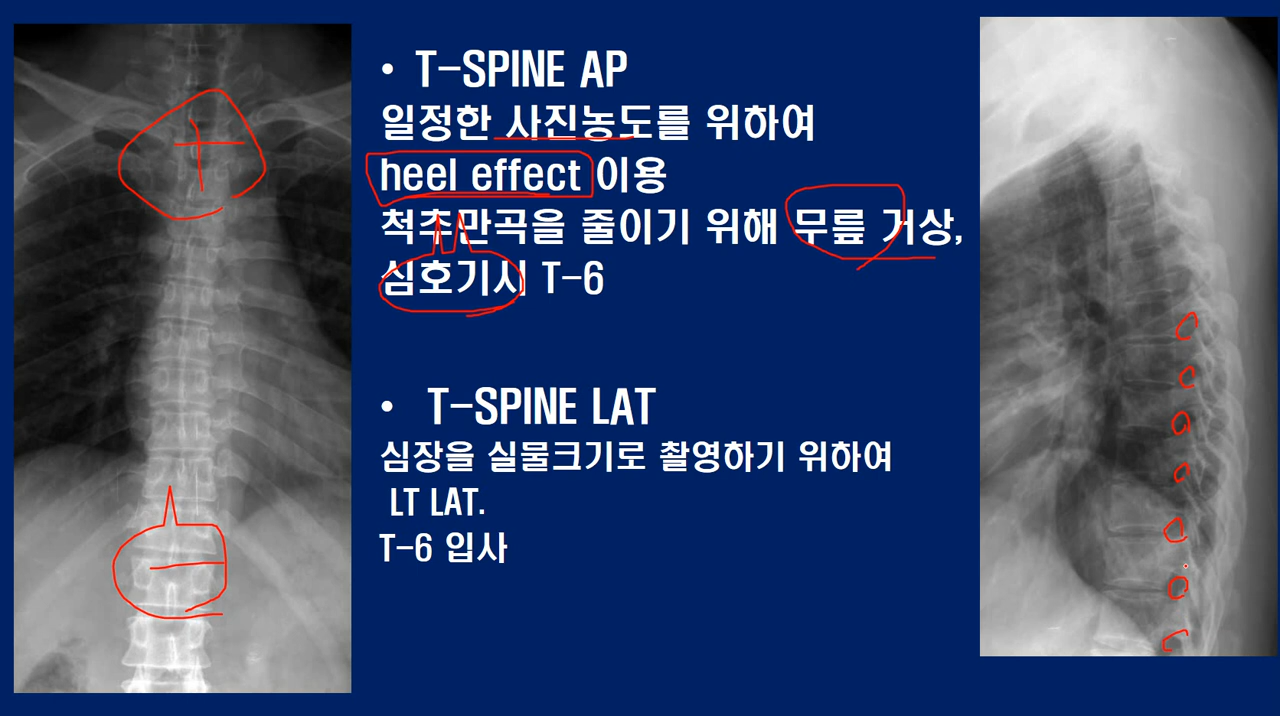 • T-SPINE AP
일정한 사진농도를 위하여
heel effect 이용
척추만곡을 줄이기 위해 무릎 거상,
심호기시 T-6
• T-SPINE LAT
심장을 실물크기로 촬영하기 위하여
LT LAT.
T-6 입사